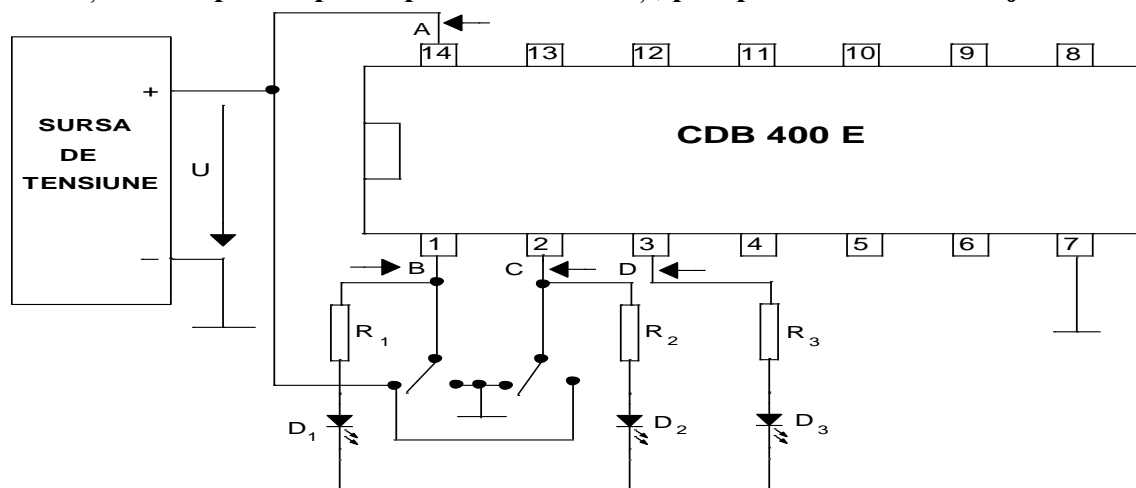 A
14 13 12 11 10 9 8
+
SURSA
DE
TENSIUNE
U
CDB 400 E
–
1 2 3 4 5 6 7
B C D
R1 R2 R3
D1 D2 D3